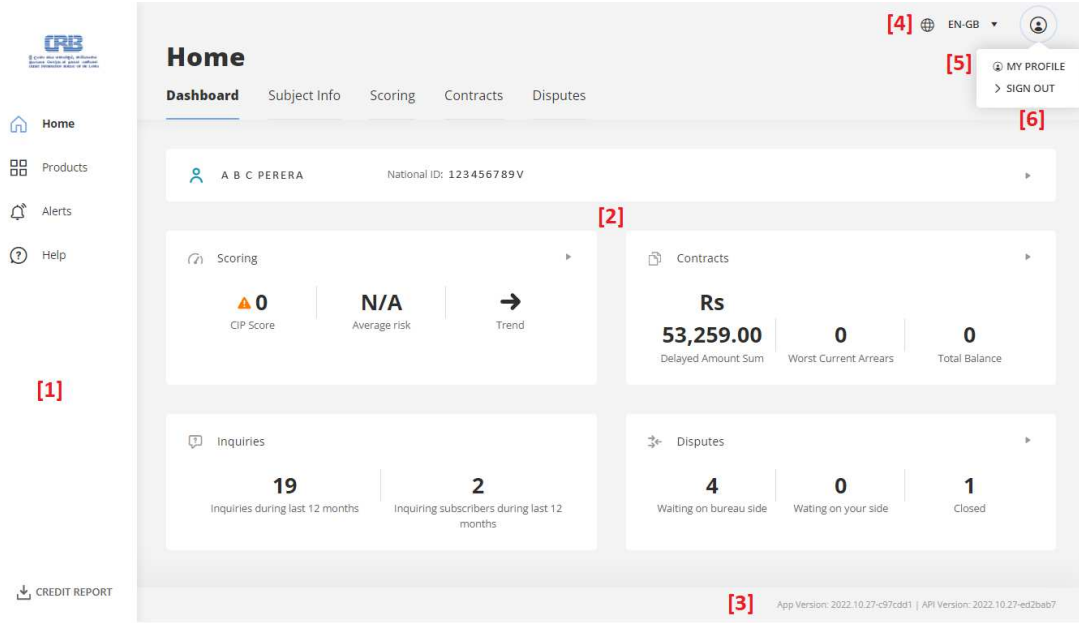 CRIB
[4] EN-GB
Home
[5] MY PROFILE
SIGN OUT
[6]
Dashboard Subject Info Scoring Contracts Disputes
Home
Products
Alerts
Help
[1]
CREDIT REPORT
A B C PERERA National ID: 123456789V
[2]
Scoring
0 N/A
CIP Score Average risk Trend
Contracts
Rs
53,259.00 0 0
Delayed Amount Sum Worst Current Arrears Total Balance
Inquiries
19 2
Inquiries during last 12 months Inquiring subscribers during last 12
months
Disputes
4 0 1
Waiting on bureau side Wating on your side Closed
[3] App Version: 2022.10.27-c97cdd1 | API Version: 2022.10.27-ed2bab7